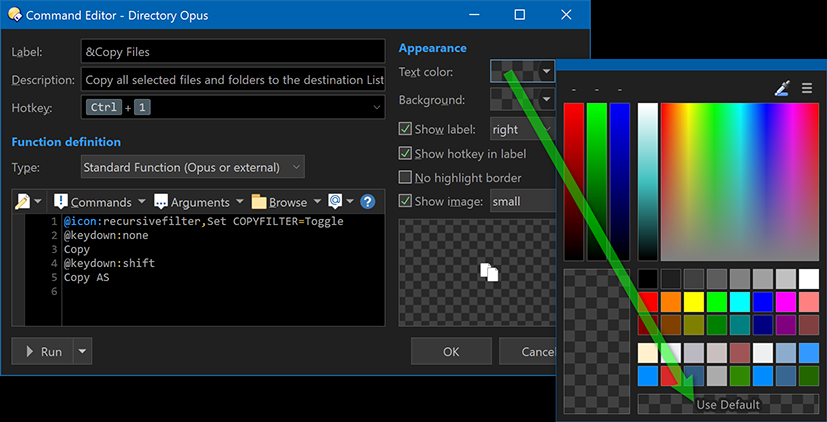 Command Editor - Directory Opus
Label:
&Copy Files
Description:
Copy all selected files and folders to the destination List
Hotkey:
Ctrl + 1
Function definition
Type:
Standard Function (Opus or external)
Commands
Arguments
Browse
1 @icon:recursivefilter,Set COPYFILTER=Toggle
2 @keydown:none
3 Copy
4 @keydown:shift
5 Copy AS
6
Run
Appearance
Text color:
Background:
Show label:
right
Show hotkey in label
No highlight border
Show image:
small
OK
Cancel
- - -
Use Default